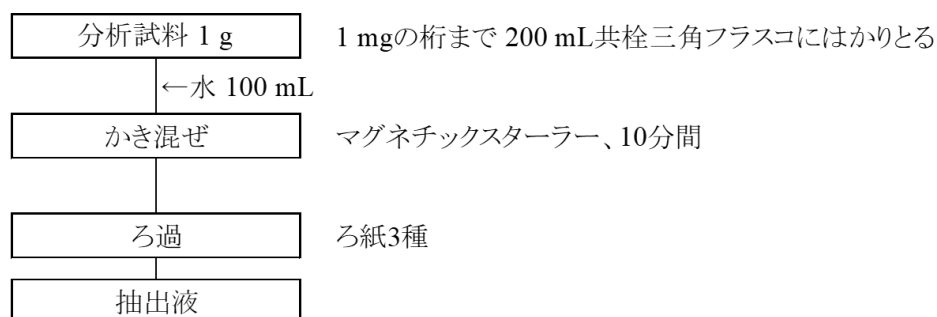 分析試料 1 g 1 mgの桁まで 200 mL共栓三角フラスコにはかりとる
←水 100 mL
かき混ぜ マグネチックスターラー、10分間
ろ過 ろ紙3種
抽出液